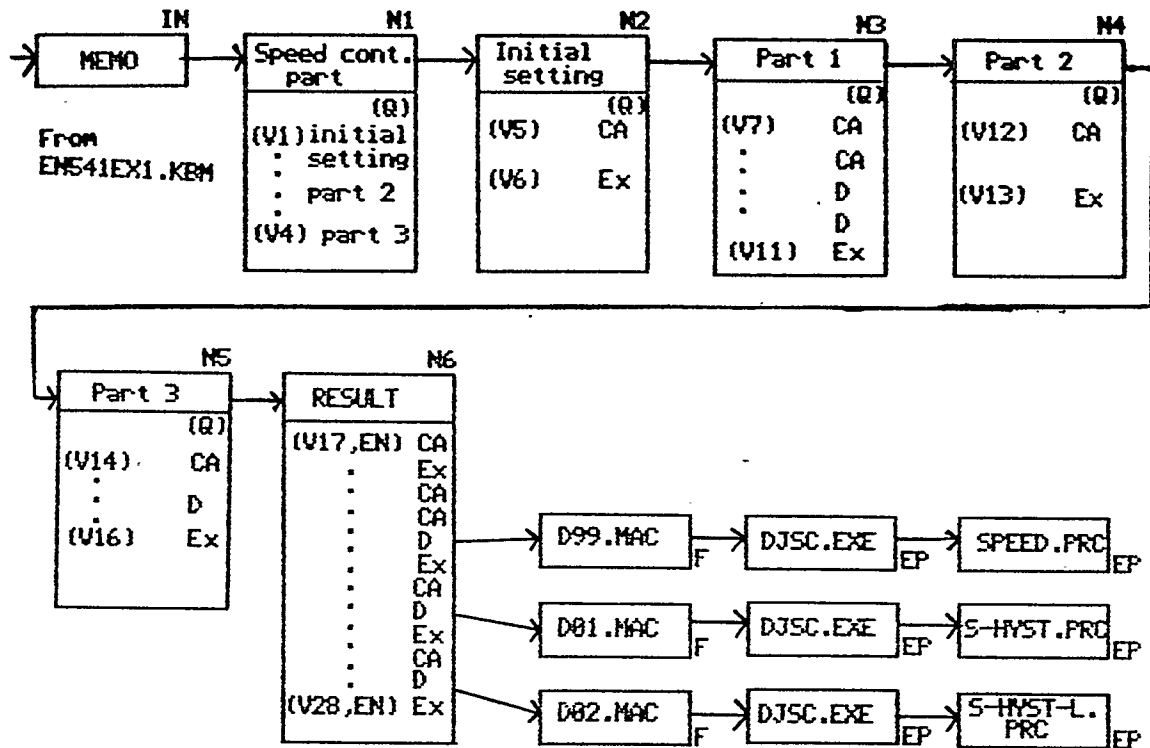 IN
MEMO
From
EN541EX1.KBM
N1
Speed cont.
part
(Q)
(V1) initial
setting
part 2
(V4) part 3
N2
Initial
setting
(Q)
(V5) CA
(V6) Ex
N3
Part 1
(Q)
(V7) CA
CA
D
D
(V11) Ex
N4
Part 2
(Q)
(V12) CA
(V13) Ex
N5
Part 3
(Q)
(V14) CA
D
(V16) Ex
N6
RESULT
(V17,EN) CA
Ex
CA
CA
D
Ex
CA
D
Ex
CA
D
(V28,EN) Ex
D99.MAC
F
DJSC.EXE
EP
SPEED.PRC
EP
D01.MAC
F
DJSC.EXE
EP
S-HYST.PRC
EP
D02.MAC
F
DJSC.EXE
EP
S-HYST-L.
PRC
EP